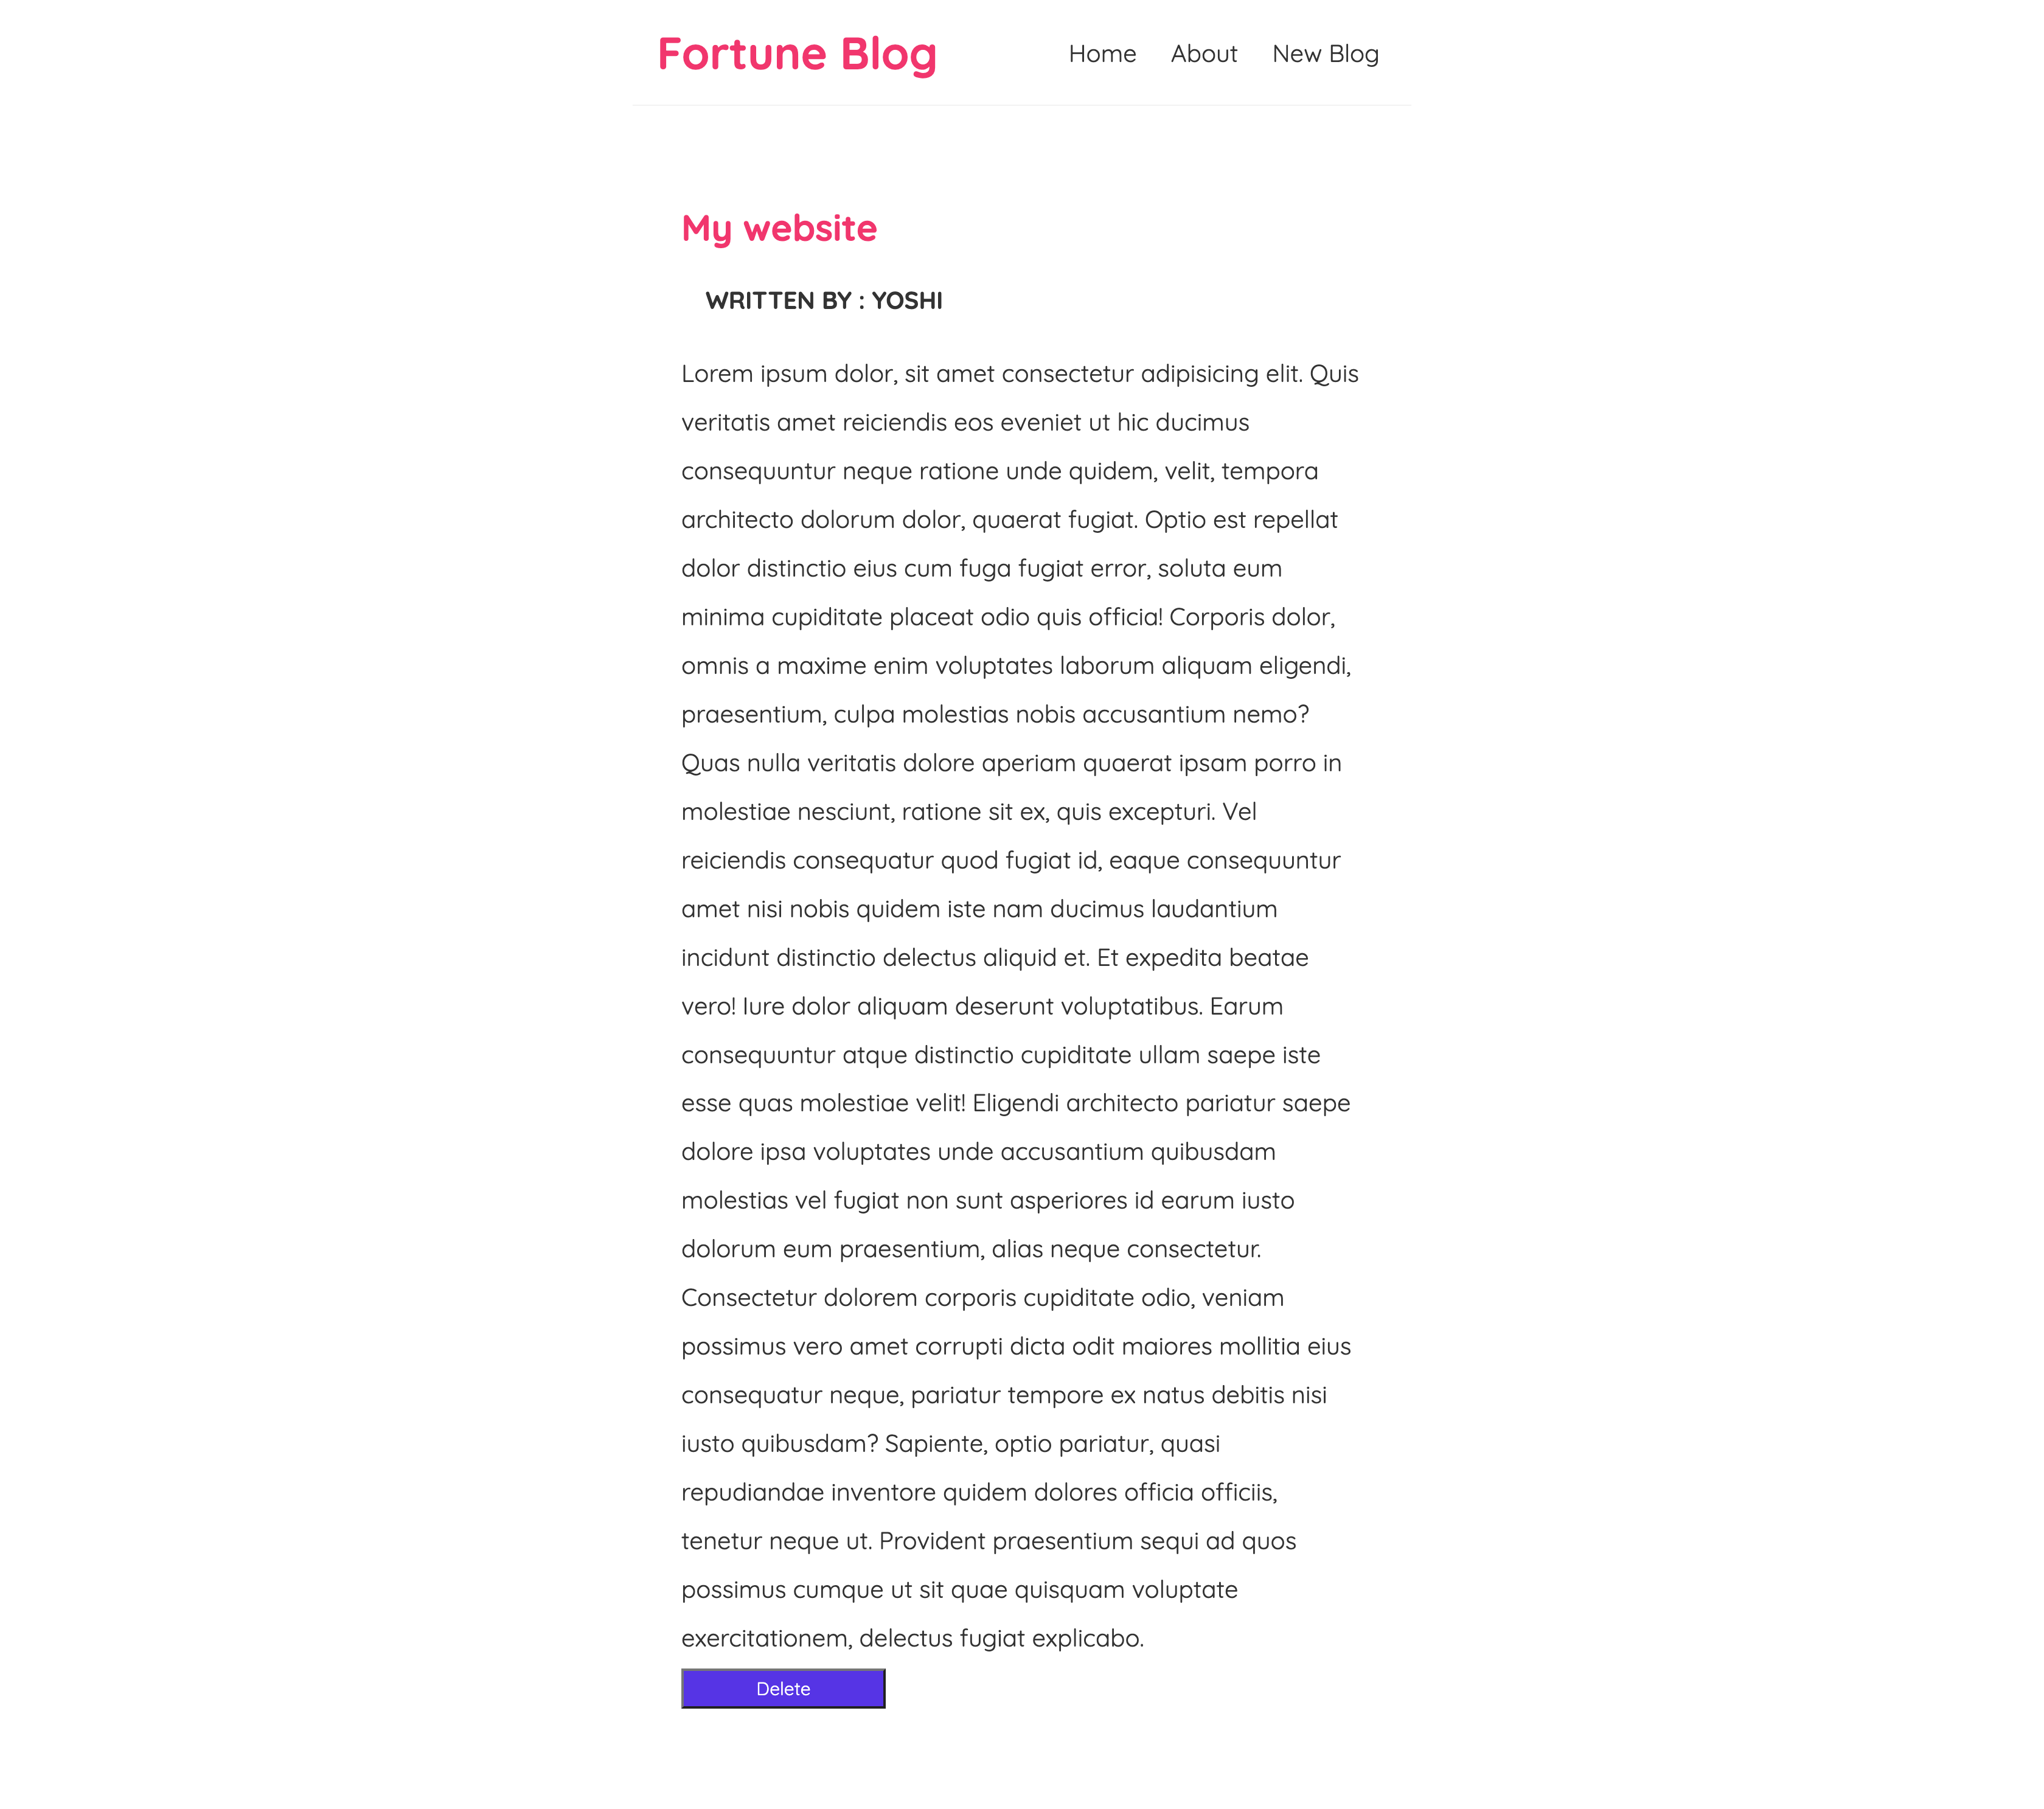 Fortune Blog
Home About New Blog
My website
WRITTEN BY : YOSHI
Lorem ipsum dolor, sit amet consectetur adipisicing elit. Quis
veritatis amet reiciendis eos eveniet ut hic ducimus
consequuntur neque ratione unde quidem, velit, tempora
architecto dolorum dolor, quaerat fugiat. Optio est repellat
dolor distinctio eius cum fuga fugiat error, soluta eum
minima cupiditate placeat odio quis officia! Corporis dolor,
omnis a maxime enim voluptates laborum aliquam eligendi,
praesentium, culpa molestias nobis accusantium nemo?
Quas nulla veritatis dolore aperiam quaerat ipsam porro in
molestiae nesciunt, ratione sit ex, quis excepturi. Vel
reiciendis consequatur quod fugiat id, eaque consequuntur
amet nisi nobis quidem iste nam ducimus laudantium
incidunt distinctio delectus aliquid et. Et expedita beatae
vero! Iure dolor aliquam deserunt voluptatibus. Earum
consequuntur atque distinctio cupiditate ullam saepe iste
esse quas molestiae velit! Eligendi architecto pariatur saepe
dolore ipsa voluptates unde accusantium quibusdam
molestias vel fugiat non sunt asperiores id earum iusto
dolorum eum praesentium, alias neque consectetur.
Consectetur dolorem corporis cupiditate odio, veniam
possimus vero amet corrupti dicta odit maiores mollitia eius
consequatur neque, pariatur tempore ex natus debitis nisi
iusto quibusdam? Sapiente, optio pariatur, quasi
repudiandae inventore quidem dolores officia officiis,
tenetur neque ut. Provident praesentium sequi ad quos
possimus cumque ut sit quae quisquam voluptate
exercitationem, delectus fugiat explicabo.
Delete